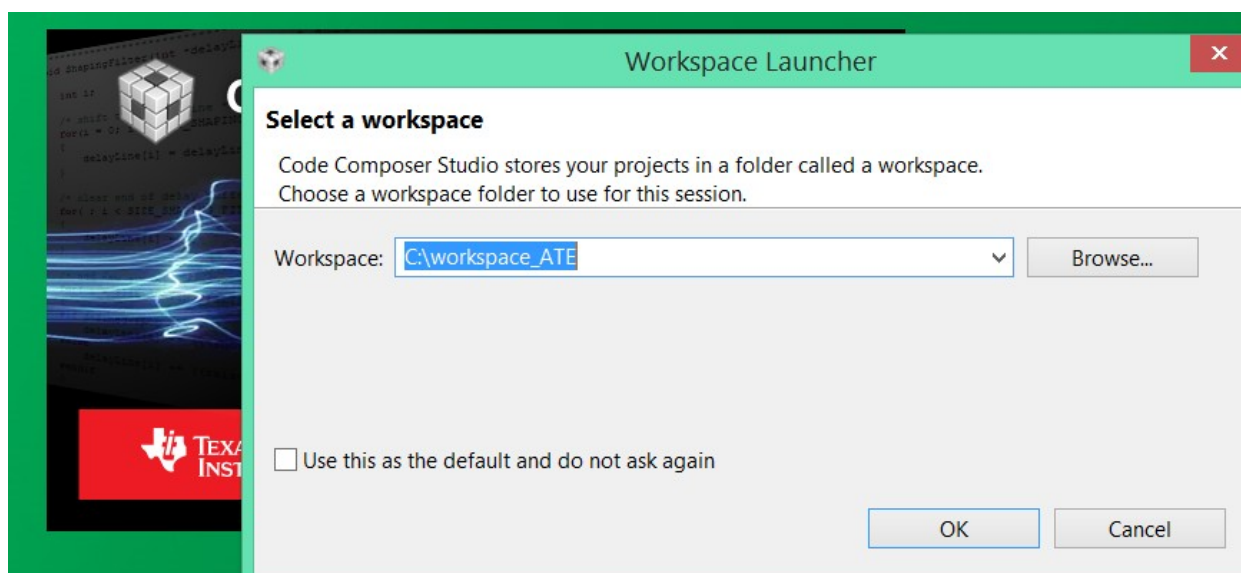 Workspace Launcher
Select a workspace
Code Composer Studio stores your projects in a folder called a workspace.
Choose a workspace folder to use for this session.
Workspace: C:\workspace_ATE Browse...
Use this as the default and do not ask again
OK Cancel
int i;